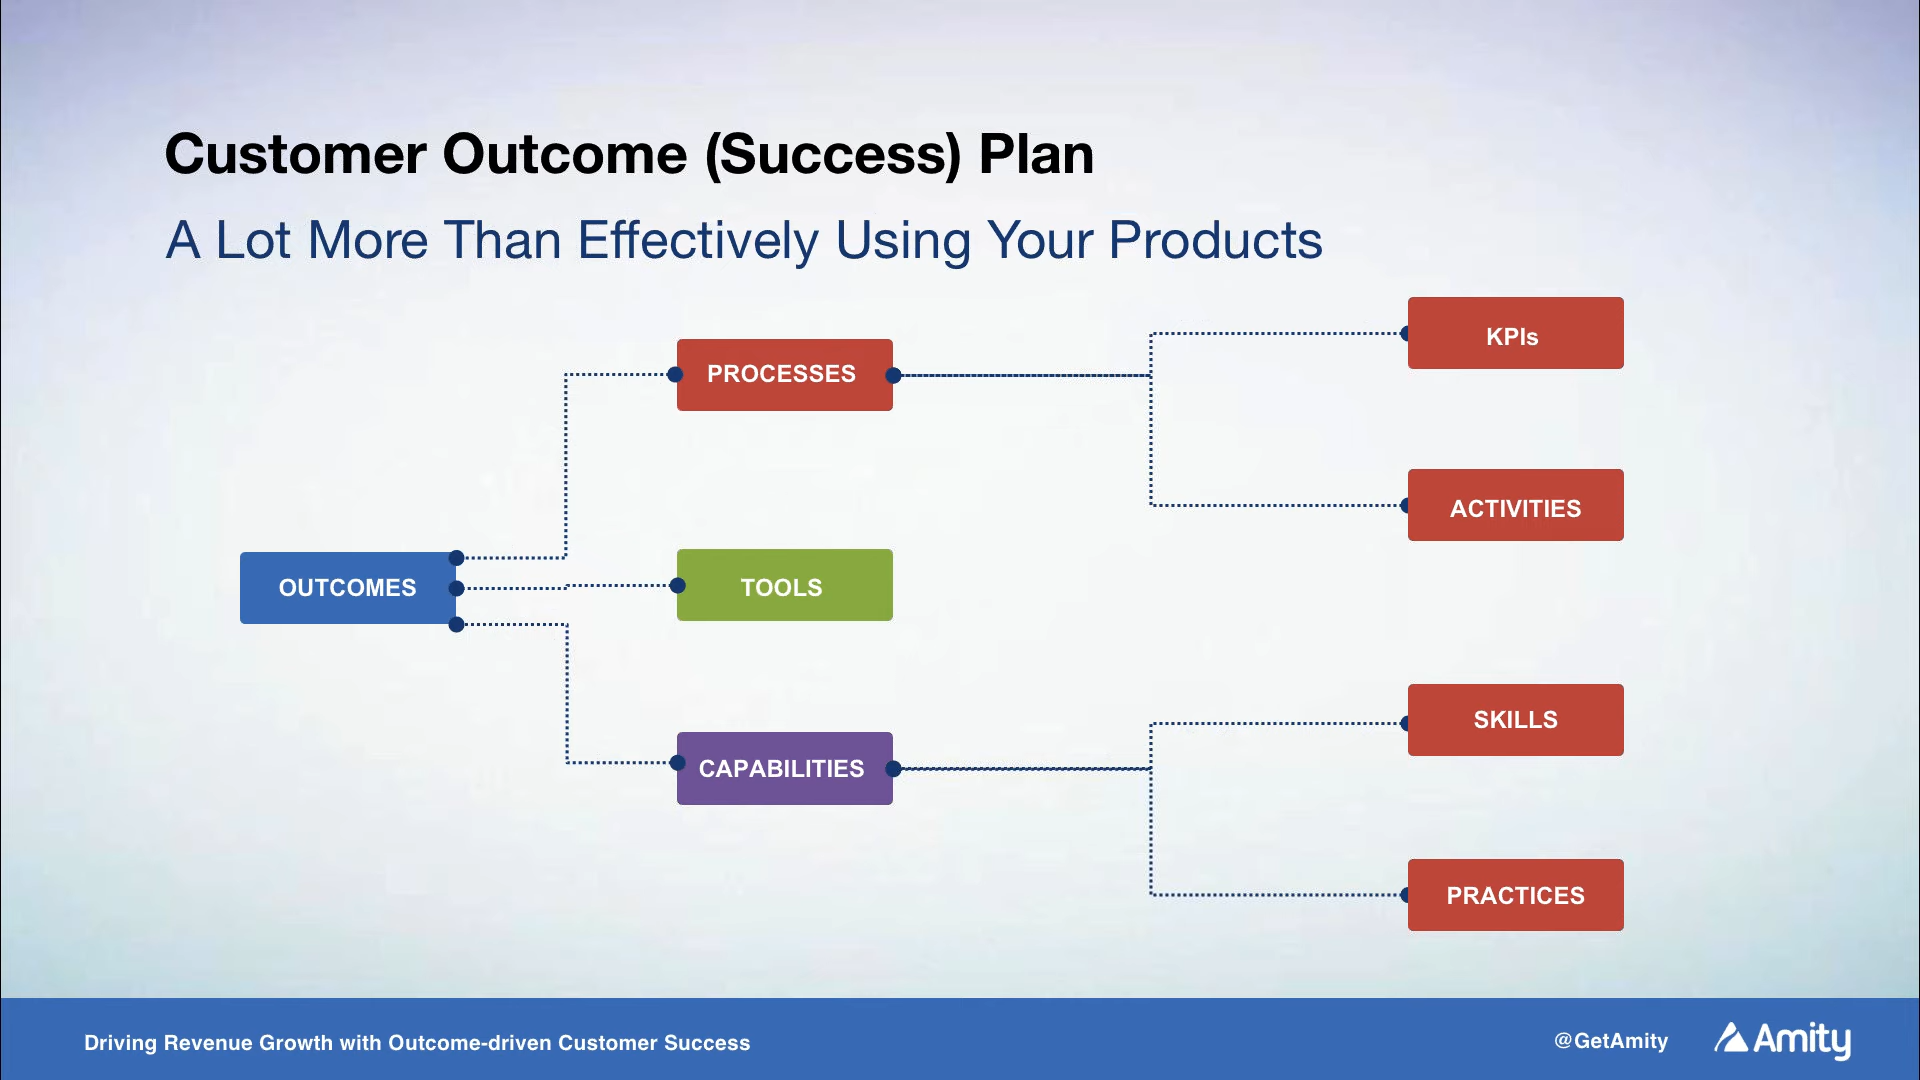 Customer Outcome (Success) Plan
A Lot More Than Effectively Using Your Products
KPIs
PROCESSES
ACTIVITIES
OUTCOMES
TOOLS
SKILLS
CAPABILITIES
PRACTICES
Driving Revenue Growth with Outcome-driven Customer Success
@GetAmity
Amity